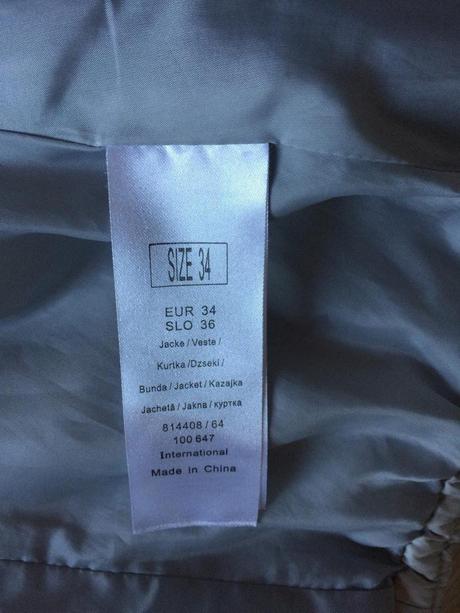 SIZE 34
EUR 34
SLO 36
Jacke / Veste /
Kurtka /Dzseki /
Bunda / Jacket / Kazajka
Jachetă / Jakna / куртка
814408 / 64
100 647
International
Made in China